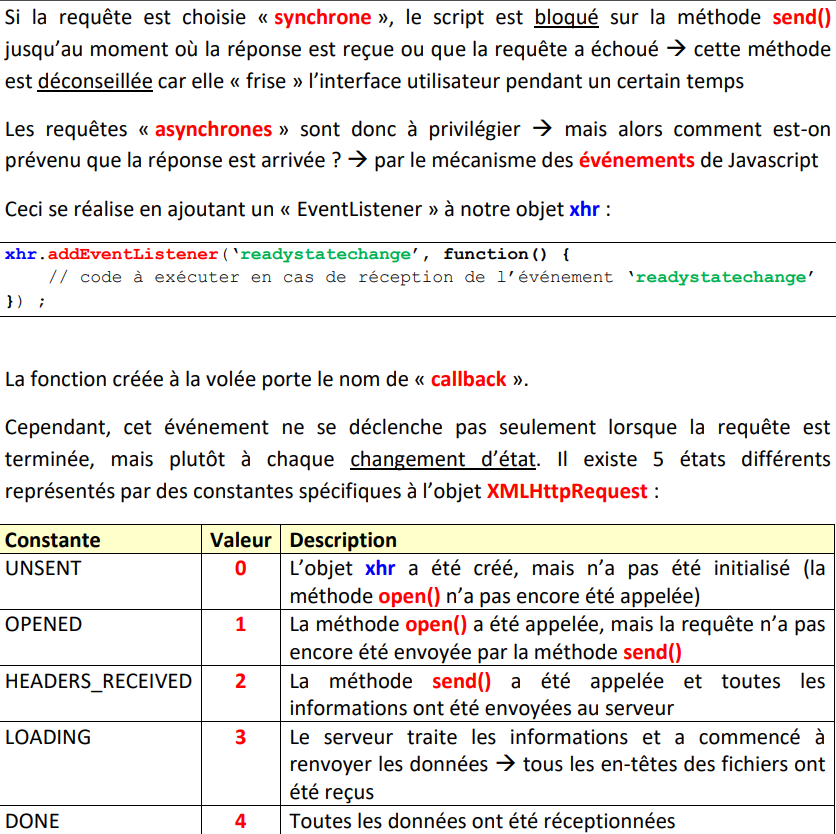 Si la requête est choisie « synchrone », le script est bloqué sur la méthode send()
jusqu’au moment où la réponse est reçue ou que la requête a échoué → cette méthode
est déconseillée car elle « frise » l’interface utilisateur pendant un certain temps
Les requêtes « asynchrones » sont donc à privilégier → mais alors comment est-on
prévenu que la réponse est arrivée ? → par le mécanisme des événements de Javascript
Ceci se réalise en ajoutant un « EventListener » à notre objet xhr :
xhr.addEventListener(‘readystatechange’, function() {
// code à exécuter en cas de réception de l’événement ‘readystatechange’
}) ;
La fonction créée à la volée porte le nom de « callback ».
Cependant, cet événement ne se déclenche pas seulement lorsque la requête est
terminée, mais plutôt à chaque changement d’état. Il existe 5 états différents
représentés par des constantes spécifiques à l’objet XMLHttpRequest :
Constante Valeur Description
UNSENT 0 L’objet xhr a été créé, mais n’a pas été initialisé (la
méthode open() n’a pas encore été appelée)
OPENED 1 La méthode open() a été appelée, mais la requête n’a pas
encore été envoyée par la méthode send()
HEADERS_RECEIVED 2 La méthode send() a été appelée et toutes les
informations ont été envoyées au serveur
LOADING 3 Le serveur traite les informations et a commencé à
renvoyer les données → tous les en-têtes des fichiers ont
été reçus
DONE 4 Toutes les données ont été réceptionnées